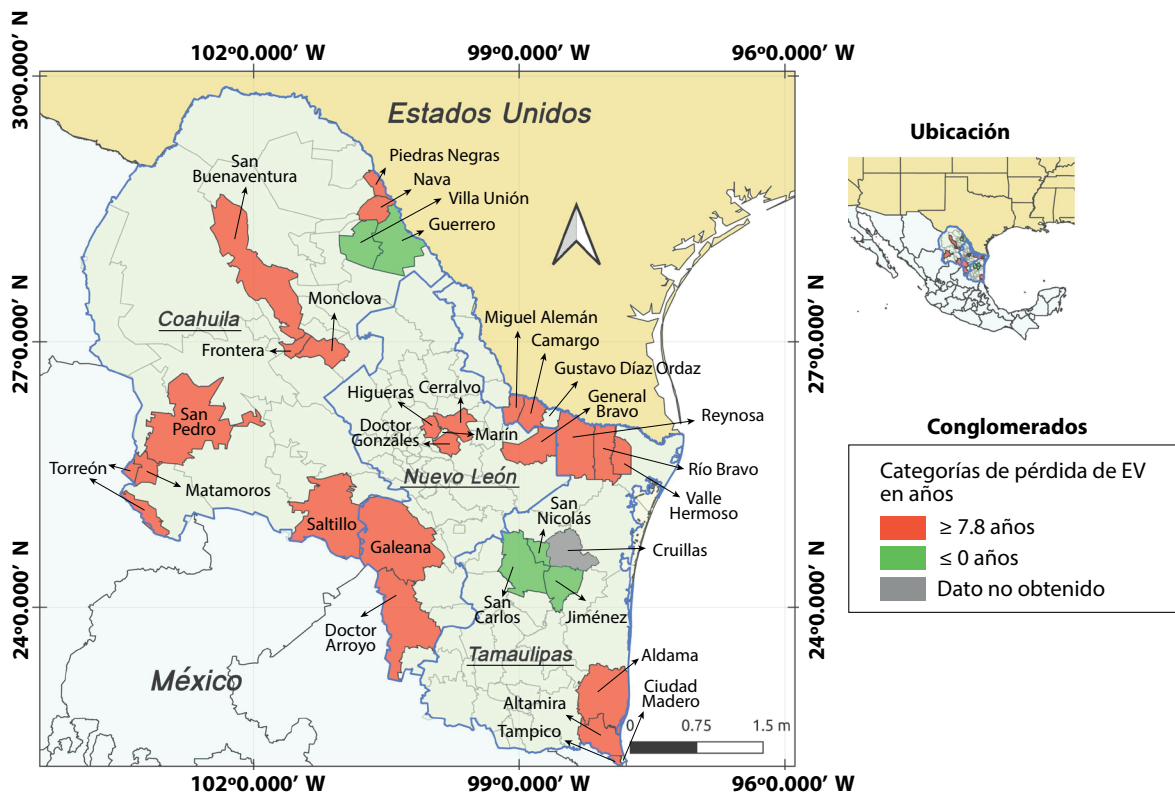 102º0.000’ W
99º0.000’ W
96º0.000’ W
30º0.000’ N
27º0.000’ N
24º0.000’ N
Estados Unidos
Piedras Negras
Nava
Villa Unión
Guerrero
San
Buenaventura
Monclova
Coahuila
Frontera
Miguel Alemán
Camargo
Gustavo Díaz Ordaz
General
Bravo
Reynosa
Cerralvo
Higueras
Doctor
Gonzáles
Marín
San
Pedro
Torreón
Matamoros
Nuevo León
Río Bravo
Valle
Hermoso
San
Nicolás
Saltillo
Galeana
Cruillas
San
Carlos
Jiménez
Doctor
Arroyo
Tamaulipas
México
Aldama
Ciudad
Madero
Altamira
Tampico
0 0.75 1.5 m
102º0.000’ W
99º0.000’ W
96º0.000’ W
30º0.000’ N
27º0.000’ N
24º0.000’ N
Ubicación
Conglomerados
Categorías de pérdida de EV
en años
≥ 7.8 años
≤ 0 años
Dato no obtenido